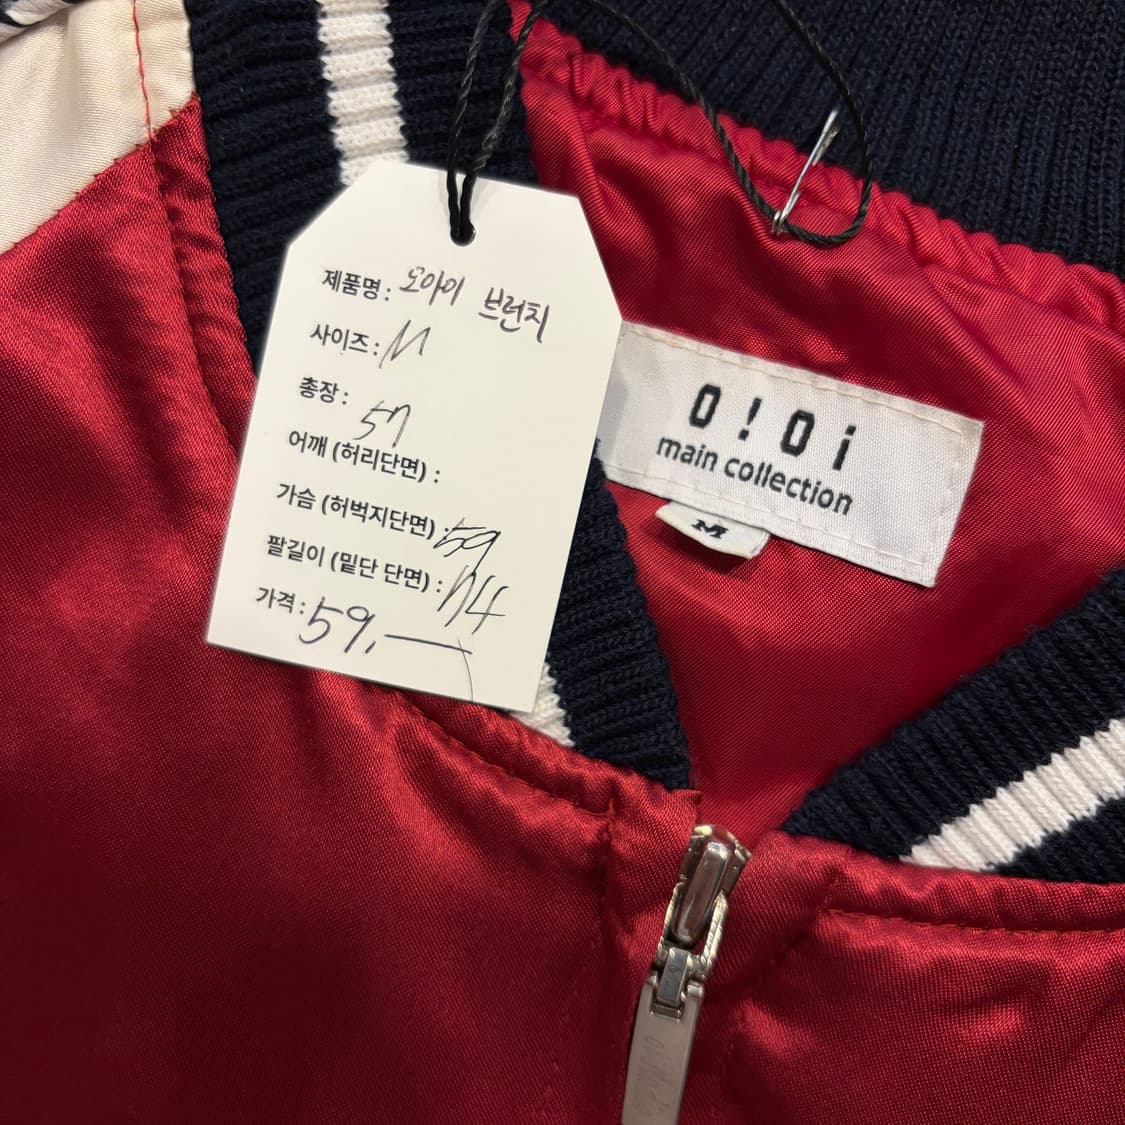 제품명: 오아이 브런치
사이즈: M
총장: 57
어깨 (허리단면) :
가슴 (허벅지단면) : 59
팔길이 (밑단 단면) : 74
가격: 59,—
O!Oi
main collection
M